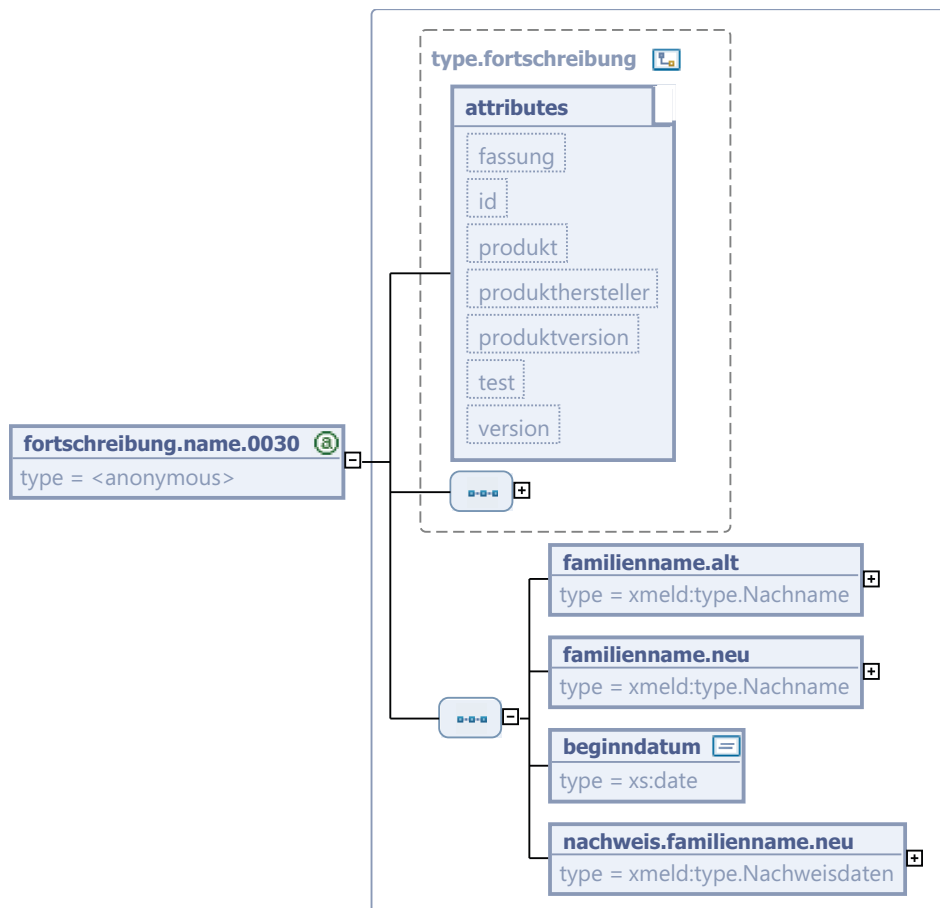 type.fortschreibung
attributes
fassung
id
produkt
produkthersteller
produktversion
test
version
fortschreibung.name.0030
type = <anonymous>
familienname.alt
type = xmeld:type.Nachname
familienname.neu
type = xmeld:type.Nachname
beginndatum
type = xs:date
nachweis.familienname.neu
type = xmeld:type.Nachweisdaten